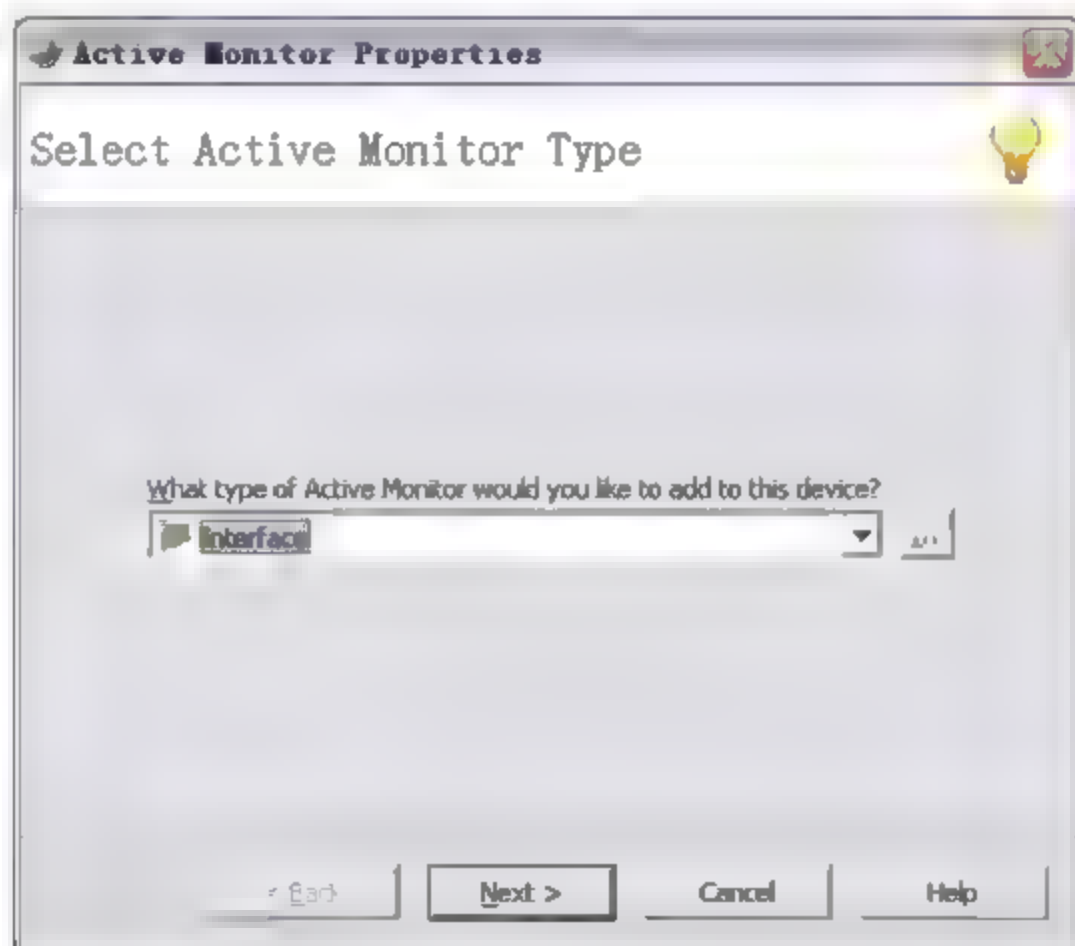 Active Monitor Properties
Select Active Monitor Type
What type of Active Monitor would you like to add to this device?
Interface
...
< Back
Next >
Cancel
Help